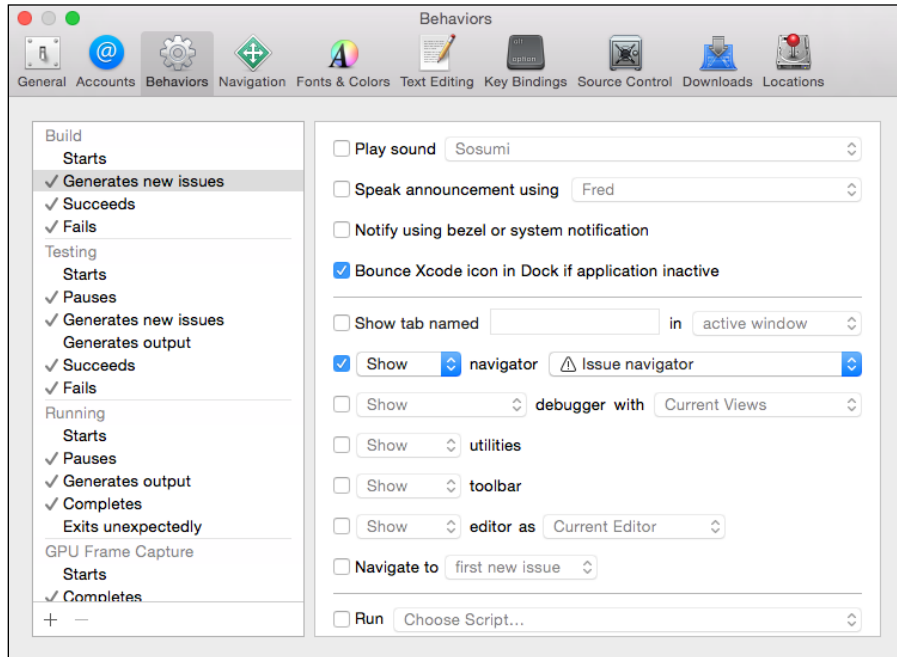 Behaviors
alt
option
General Accounts Behaviors Navigation Fonts & Colors Text Editing Key Bindings Source Control Downloads Locations
Build
Starts
Generates new issues
Succeeds
Fails
Testing
Starts
Pauses
Generates new issues
Generates output
Succeeds
Fails
Running
Starts
Pauses
Generates output
Completes
Exits unexpectedly
GPU Frame Capture
Starts
Completes
Play sound Sosumi
Speak announcement using Fred
Notify using bezel or system notification
Bounce Xcode icon in Dock if application inactive
Show tab named in active window
Show navigator Issue navigator
Show debugger with Current Views
Show utilities
Show toolbar
Show editor as Current Editor
Navigate to first new issue
Run Choose Script...